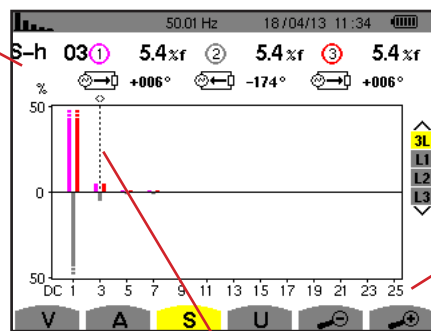 50.01 Hz 18/04/13 11:34
S-h 03 1 5.4%f 2 5.4%f 3 5.4%f
+006° -174° +006°
%
50
0
50
3L
L1
L2
L3
DC 1 3 5 7 9 11 13 15 17 19 21 23 25
V A S U